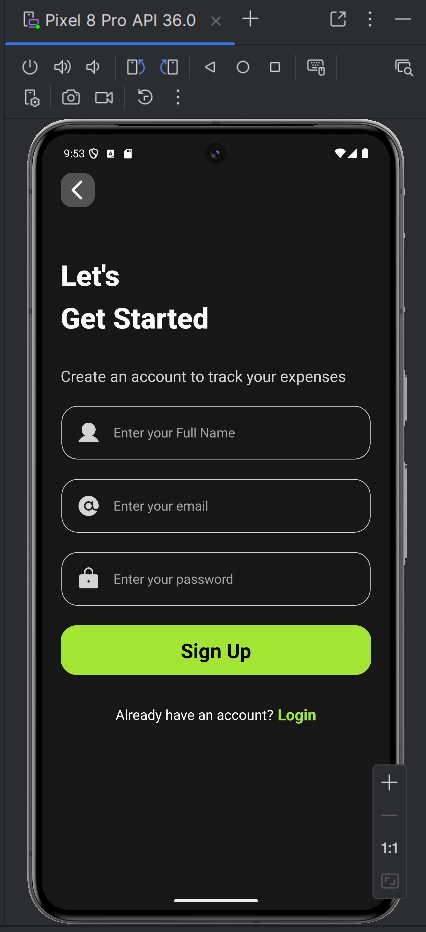 Pixel 8 Pro API 36.0
9:53
Let's
Get Started
Create an account to track your expenses
Enter your Full Name
Enter your email
Enter your password
Sign Up
Already have an account? Login
1:1